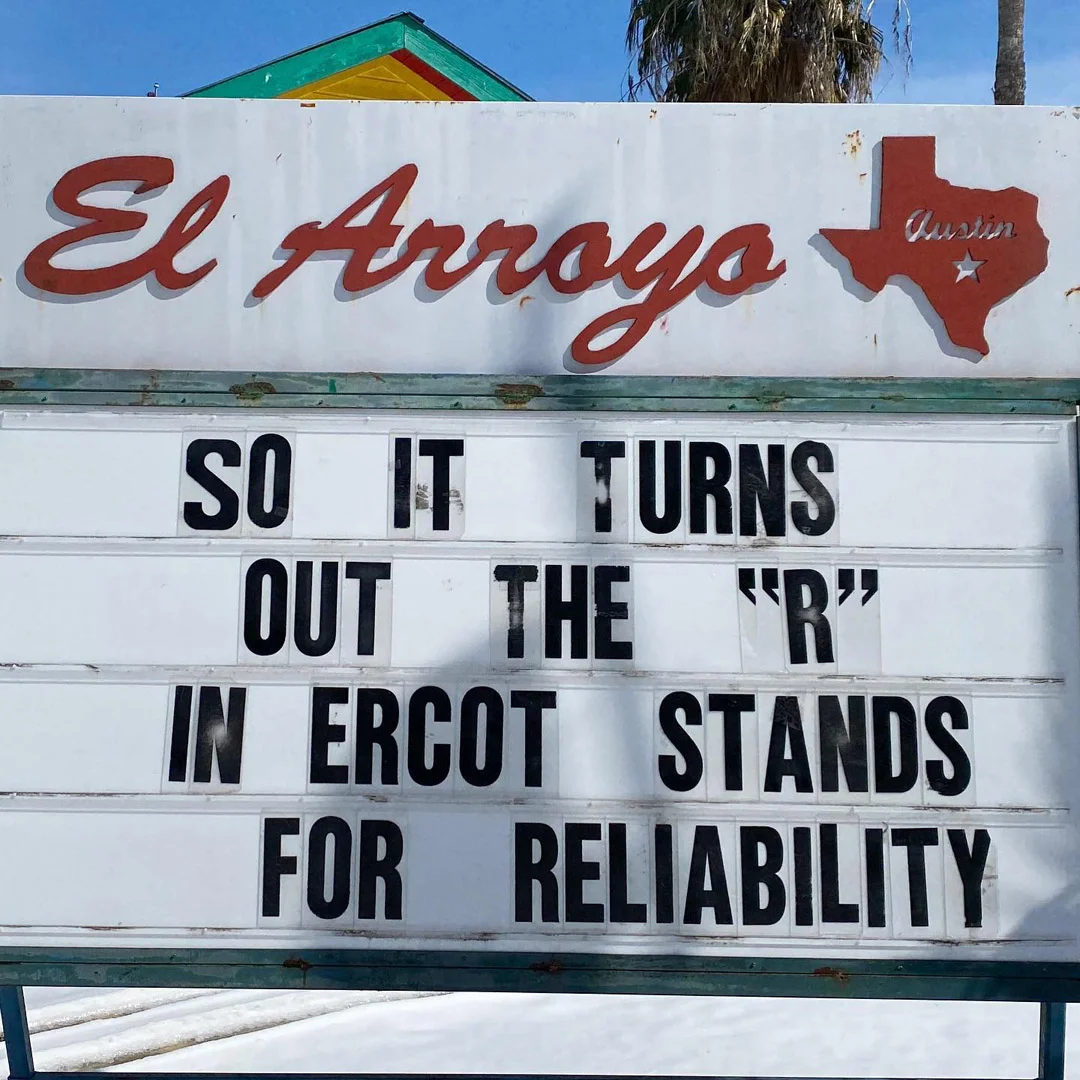 El Arroyo
Austin
SO IT TURNS
OUT THE “R”
IN ERCOT STANDS
FOR RELIABILITY